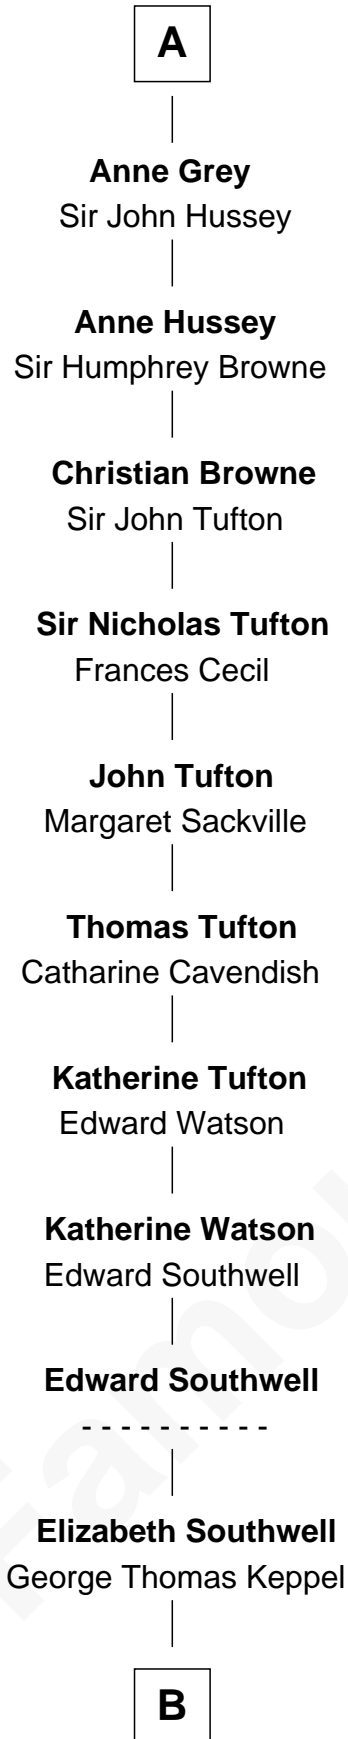 A
Anne Grey
Sir John Hussey
Anne Hussey
Sir Humphrey Browne
Christian Browne
Sir John Tufton
Sir Nicholas Tufton
Frances Cecil
John Tufton
Margaret Sackville
Thomas Tufton
Catharine Cavendish
Katherine Tufton
Edward Watson
Katherine Watson
Edward Southwell
Edward Southwell
- - - - - - - - - -
Elizabeth Southwell
George Thomas Keppel
B